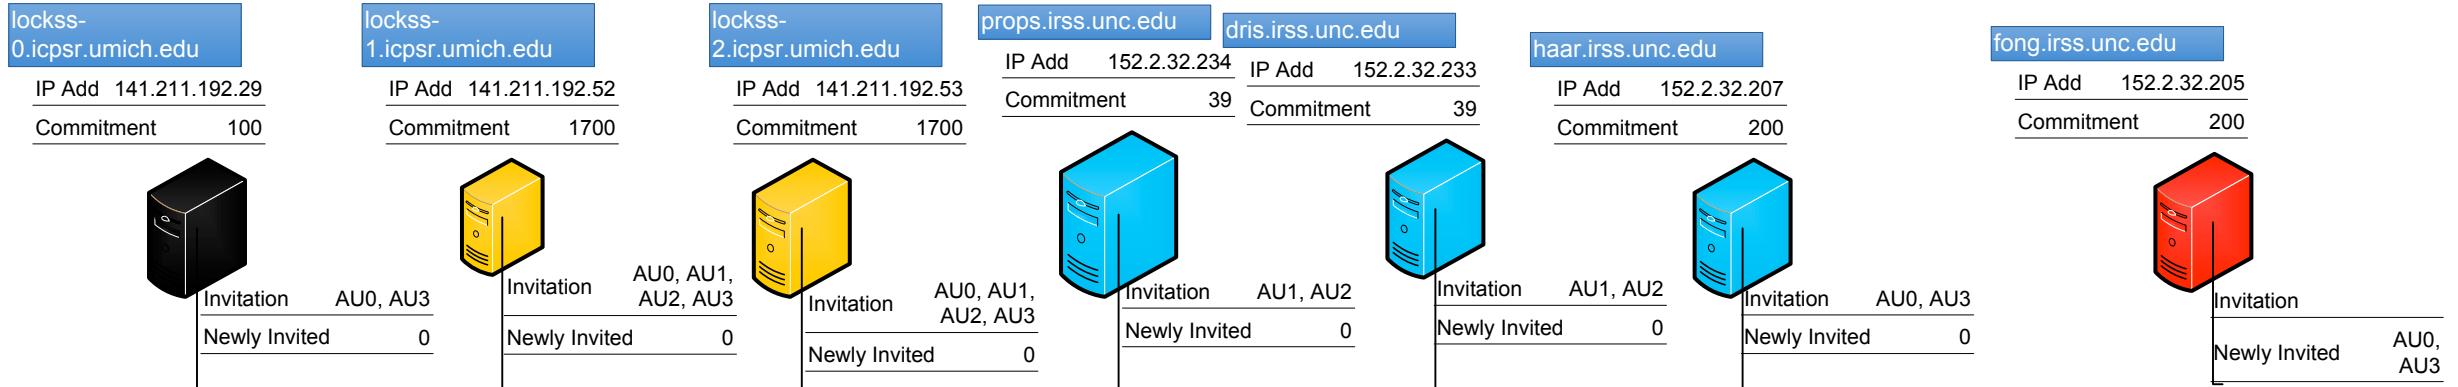 lockss-
0.icpsr.umich.edu
IP Add 141.211.192.29
Commitment 100
Invitation AU0, AU3
Newly Invited 0
lockss-
1.icpsr.umich.edu
IP Add 141.211.192.52
Commitment 1700
Invitation AU0, AU1,
AU2, AU3
Newly Invited 0
lockss-
2.icpsr.umich.edu
IP Add 141.211.192.53
Commitment 1700
Invitation AU0, AU1,
AU2, AU3
Newly Invited 0
props.irss.unc.edu
IP Add 152.2.32.234
Commitment 39
Invitation AU1, AU2
Newly Invited 0
dris.irss.unc.edu
IP Add 152.2.32.233
Commitment 39
Invitation AU1, AU2
Newly Invited 0
haar.irss.unc.edu
IP Add 152.2.32.207
Commitment 200
Invitation AU0, AU3
Newly Invited 0
fong.irss.unc.edu
IP Add 152.2.32.205
Commitment 200
Invitation
Newly Invited AU0,
AU3